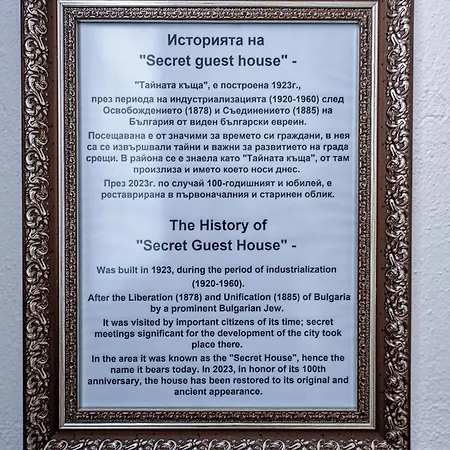 Историята на
"Secret guest house" -
"Тайната къща", е построена 1923г.,
през периода на индустриализацията (1920-1960) след
Освобождението (1878) и Съединението (1885) на
България от виден български евреин.
Посещавана е от значими за времето си граждани, в нея
са се извършвали тайни и важни за развитието на града
срещи. В района се е знаела като "Тайната къща", от там
произлиза и името което носи днес.
През 2023г. по случай 100-годишният и юбилей, е
реставрирана в първоначалния и старинен облик.
The History of
"Secret Guest House" -
Was built in 1923, during the period of industrialization
(1920-1960).
After the Liberation (1878) and Unification (1885) of Bulgaria
by a prominent Bulgarian Jew.
It was visited by important citizens of its time; secret
meetings significant for the development of the city took
place there.
In the area it was known as the "Secret House", hence the
name it bears today. In 2023, in honor of its 100th
anniversary, the house has been restored to its original and
ancient appearance.